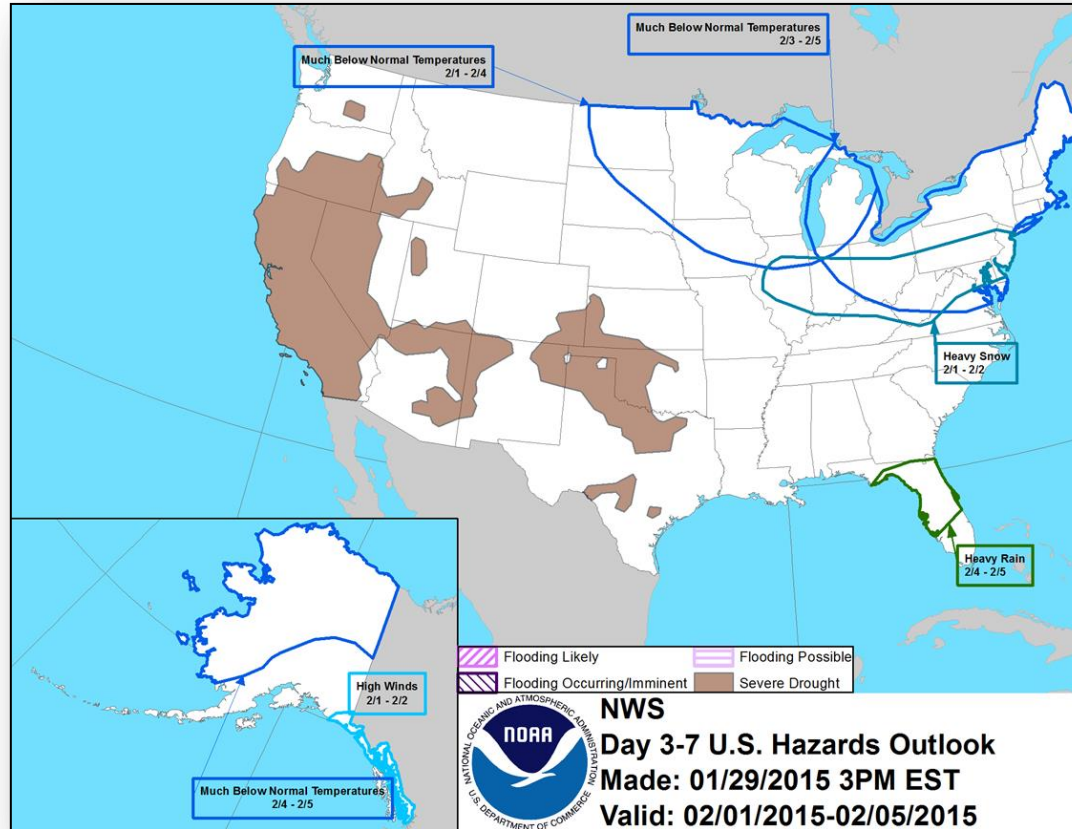 Much Below Normal Temperatures
2/3 - 2/5
Much Below Normal Temperatures
2/1 - 2/4
Heavy Snow
2/1 - 2/2
Heavy Rain
2/4 - 2/5
High Winds
2/1 - 2/2
Much Below Normal Temperatures
2/4 - 2/5
Flooding Likely
Flooding Possible
Flooding Occurring/Imminent
Severe Drought
NATIONAL OCEANIC AND ATMOSPHERIC ADMINISTRATION
NOAA
U.S. DEPARTMENT OF COMMERCE
NWS
Day 3-7 U.S. Hazards Outlook
Made: 01/29/2015 3PM EST
Valid: 02/01/2015-02/05/2015